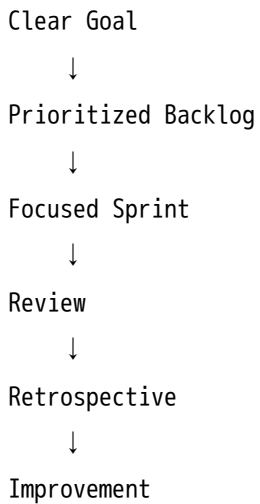 Clear Goal
↓
Prioritized Backlog
↓
Focused Sprint
↓
Review
↓
Retrospective
↓
Improvement